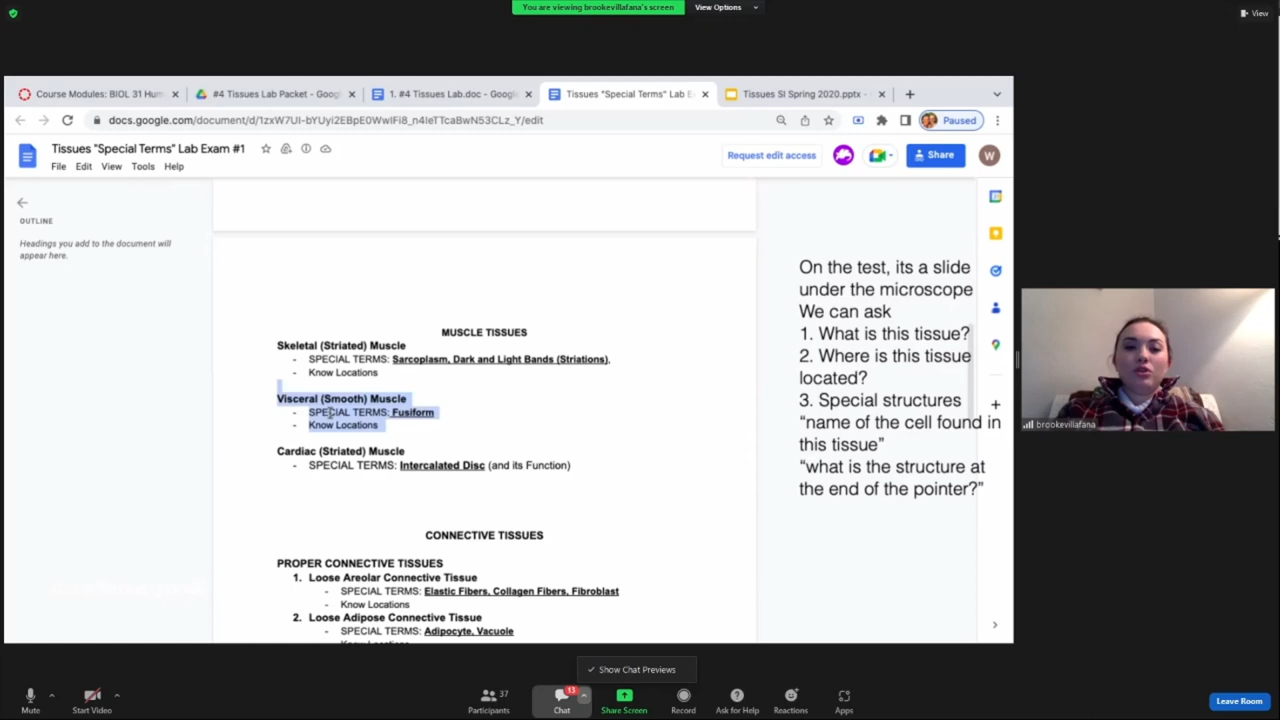 You are viewing brookevillafana's screen
View Options
View
Course Modules: BIOL 31 Hum
#4 Tissues Lab Packet - Googl
1. #4 Tissues Lab.doc - Google
Tissues "Special Terms" Lab E
Tissues SI Spring 2020.pptx -
docs.google.com/document/d/1zxW7UI-bYUyi2EBpE0WwIFi8_n4IeTTcaBwN53CLz_Y/edit
Paused
Tissues "Special Terms" Lab Exam #1
File Edit View Tools Help
Request edit access
Share
W
OUTLINE
Headings you add to the document will
appear here.
MUSCLE TISSUES
Skeletal (Striated) Muscle
- SPECIAL TERMS: Sarcoplasm, Dark and Light Bands (Striations),
- Know Locations
Visceral (Smooth) Muscle
- SPECIAL TERMS: Fusiform
- Know Locations
Cardiac (Striated) Muscle
- SPECIAL TERMS: Intercalated Disc (and its Function)
CONNECTIVE TISSUES
PROPER CONNECTIVE TISSUES
1. Loose Areolar Connective Tissue
- SPECIAL TERMS: Elastic Fibers, Collagen Fibers, Fibroblast
- Know Locations
2. Loose Adipose Connective Tissue
- SPECIAL TERMS: Adipocyte, Vacuole
On the test, its a slide
under the microscope
We can ask
1. What is this tissue?
2. Where is this tissue
located?
3. Special structures
“name of the cell found in
this tissue”
“what is the structure at
the end of the pointer?”
brookevillafana
Show Chat Previews
Mute
Start Video
37
Participants
13
Chat
Share Screen
Record
Ask for Help
Reactions
Apps
Leave Room